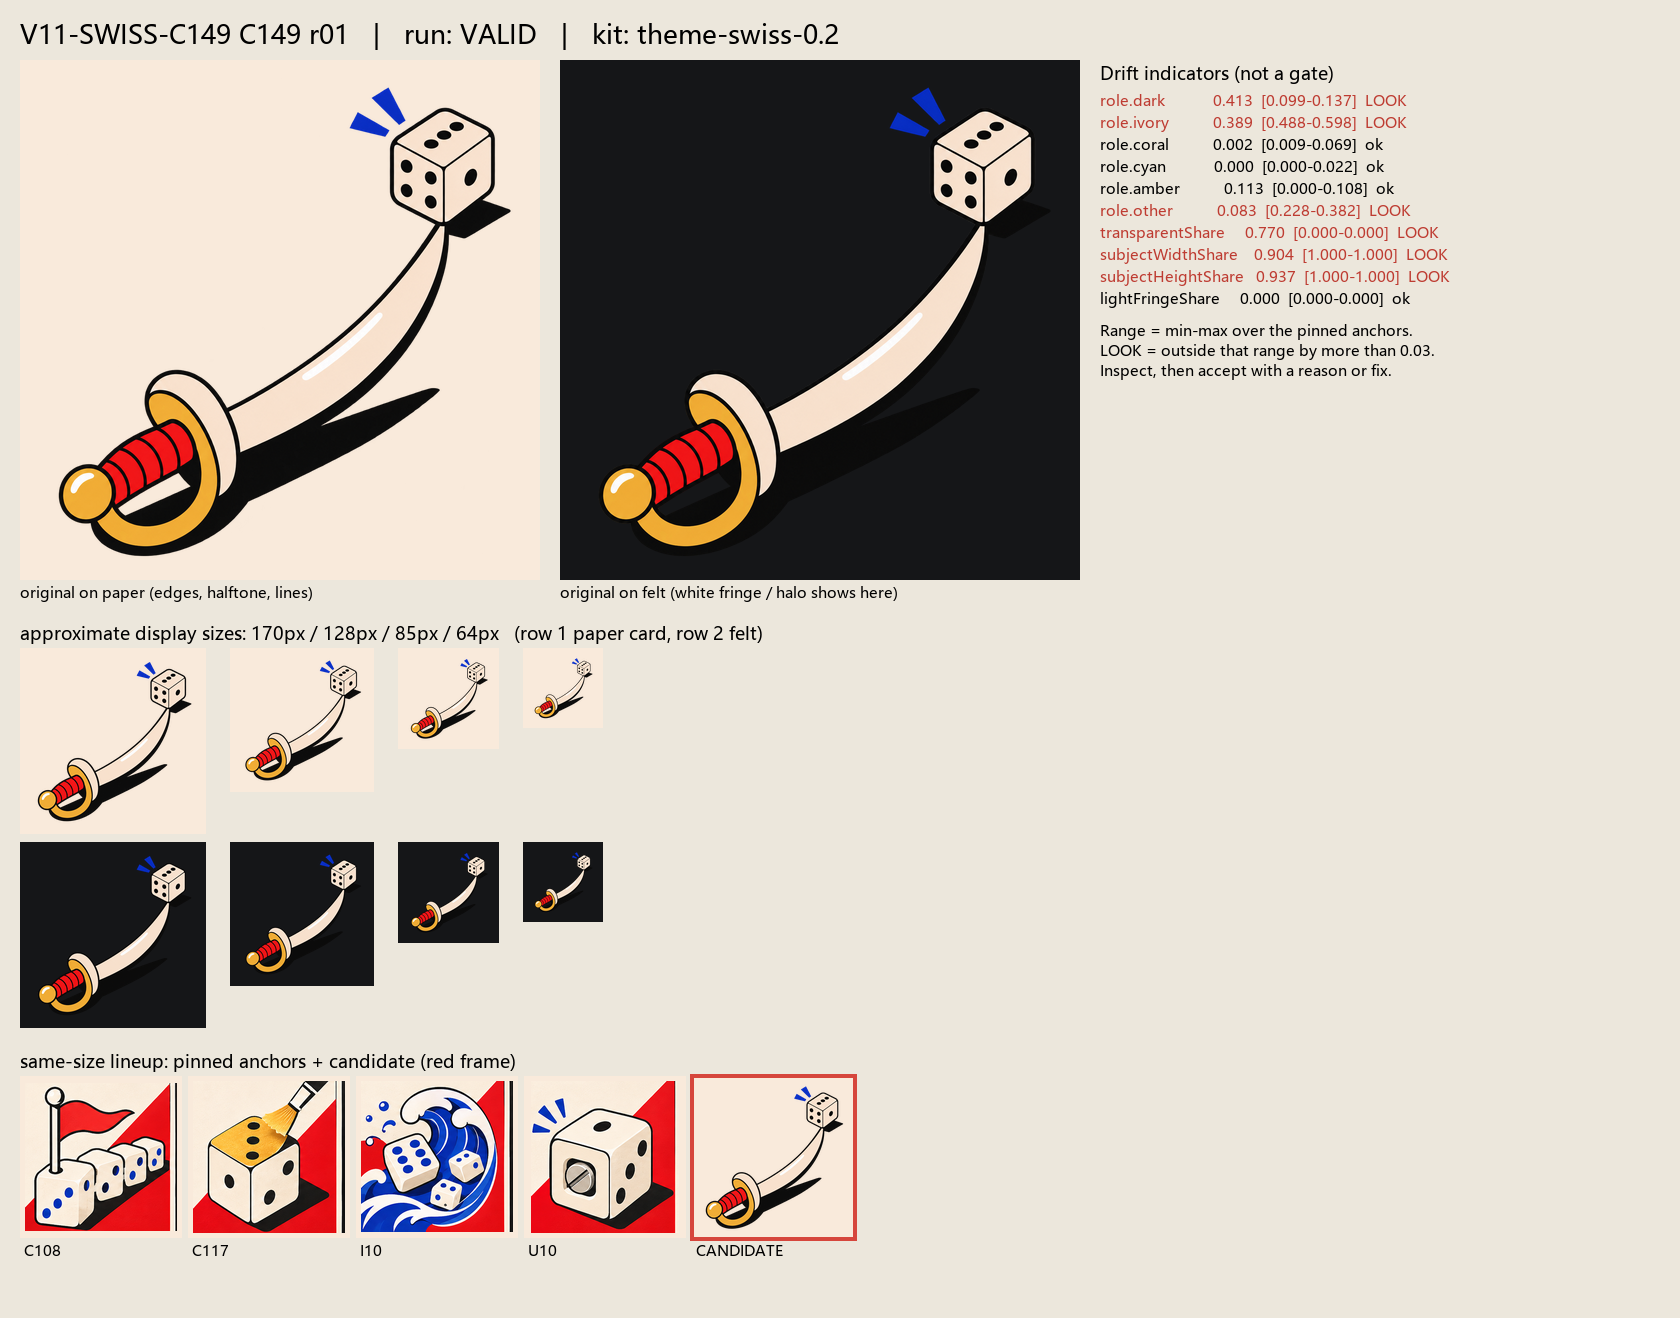 V11-SWISS-C149 C149 r01 | run: VALID | kit: theme-swiss-0.2
Drift indicators (not a gate)
role.dark 0.413 [0.099-0.137] LOOK
role.ivory 0.389 [0.488-0.598] LOOK
role.coral 0.002 [0.009-0.069] ok
role.cyan 0.000 [0.000-0.022] ok
role.amber 0.113 [0.000-0.108] ok
role.other 0.083 [0.228-0.382] LOOK
transparentShare 0.770 [0.000-0.000] LOOK
subjectWidthShare 0.904 [1.000-1.000] LOOK
subjectHeightShare 0.937 [1.000-1.000] LOOK
lightFringeShare 0.000 [0.000-0.000] ok
Range = min-max over the pinned anchors.
LOOK = outside that range by more than 0.03.
Inspect, then accept with a reason or fix.
original on paper (edges, halftone, lines)
original on felt (white fringe / halo shows here)
approximate display sizes: 170px / 128px / 85px / 64px (row 1 paper card, row 2 felt)
same-size lineup: pinned anchors + candidate (red frame)
C108
C117
I10
U10
CANDIDATE